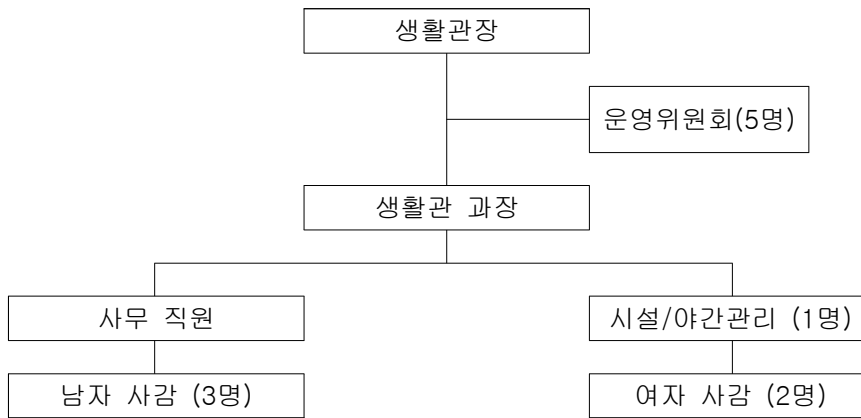 생활관장
운영위원회(5명)
생활관 과장
사무 직원
시설/야간관리 (1명)
남자 사감 (3명)
여자 사감 (2명)